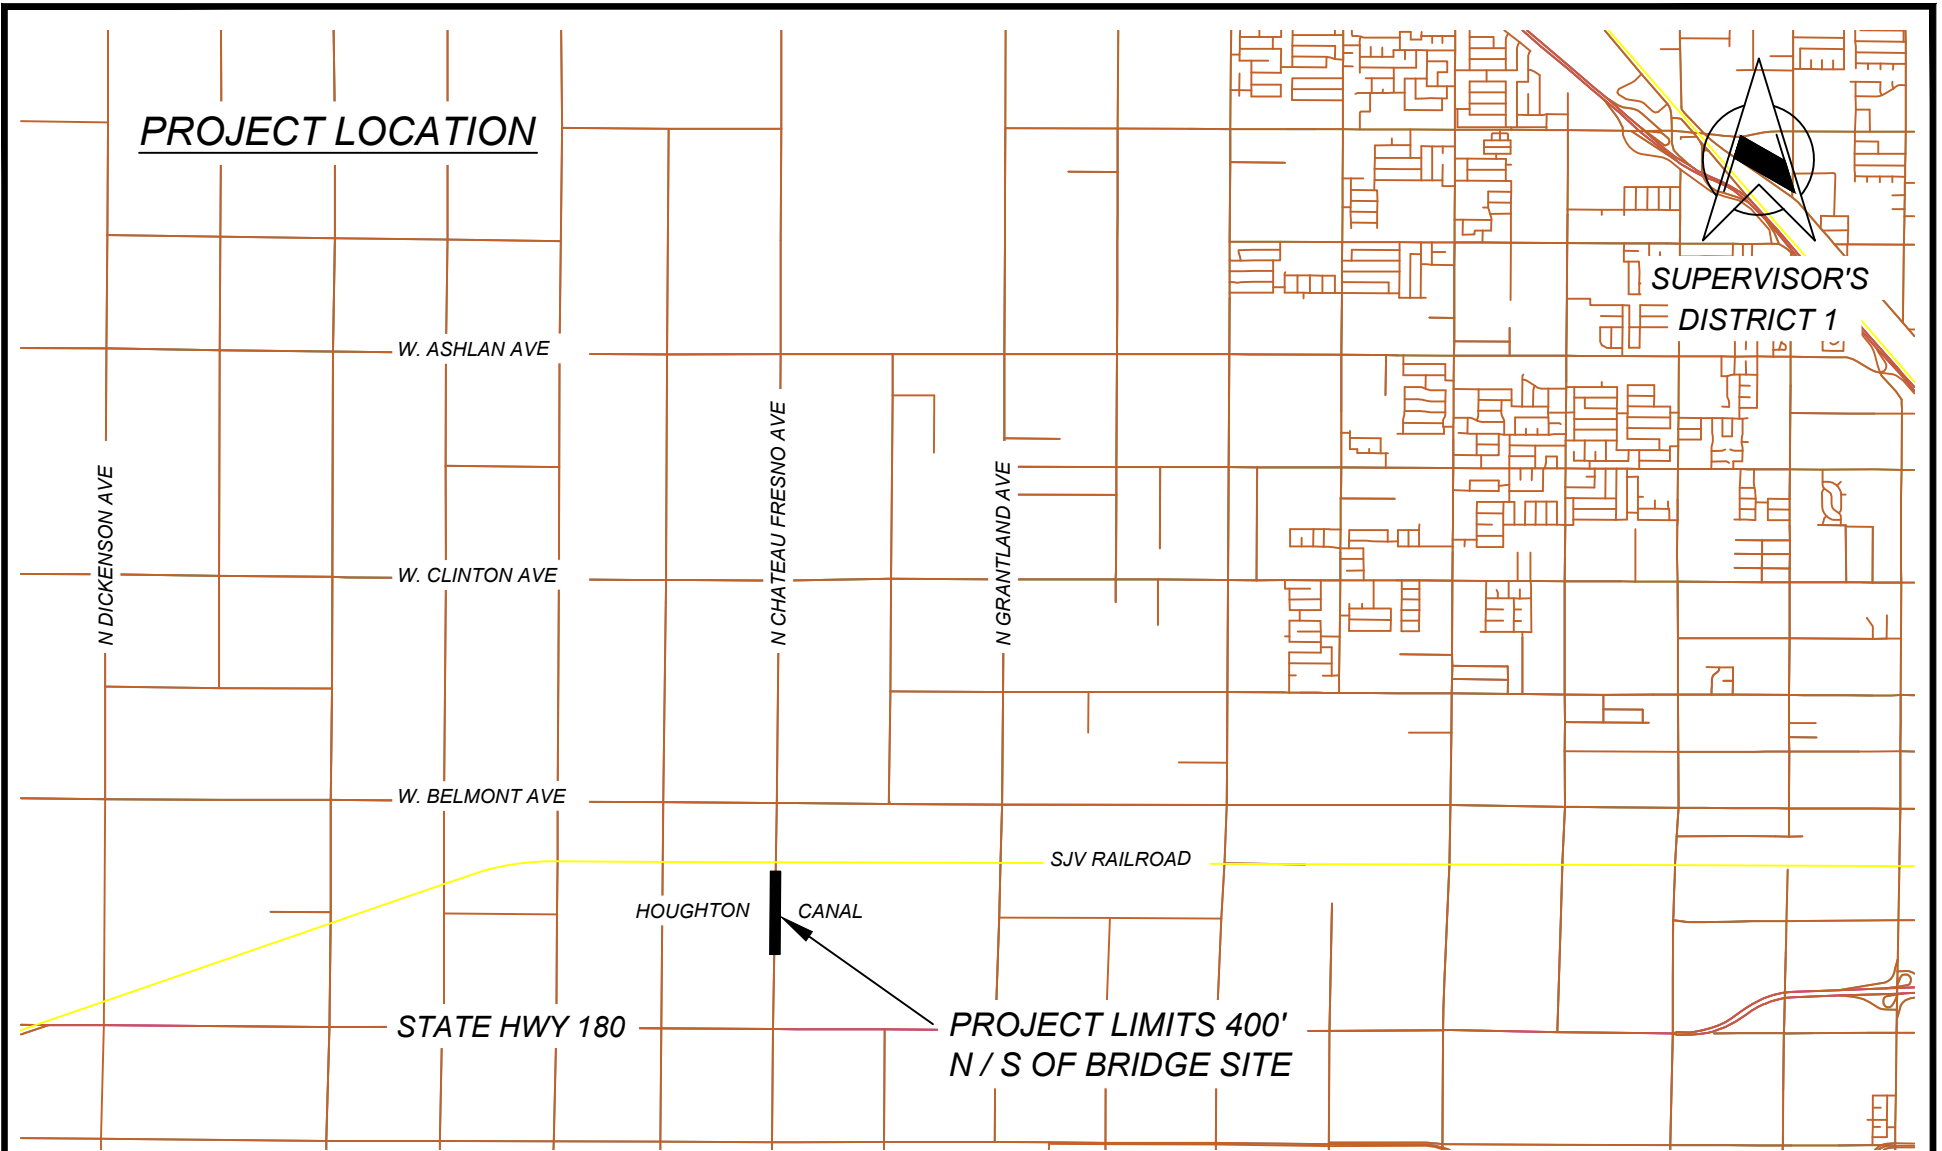 PROJECT LOCATION
SUPERVISOR'S
DISTRICT 1
W. ASHLAN AVE
N DICKENSON AVE
N CHATEAU FRESNO AVE
N GRANTLAND AVE
W. CLINTON AVE
W. BELMONT AVE
SJV RAILROAD
HOUGHTON CANAL
STATE HWY 180
PROJECT LIMITS 400'
N / S OF BRIDGE SITE